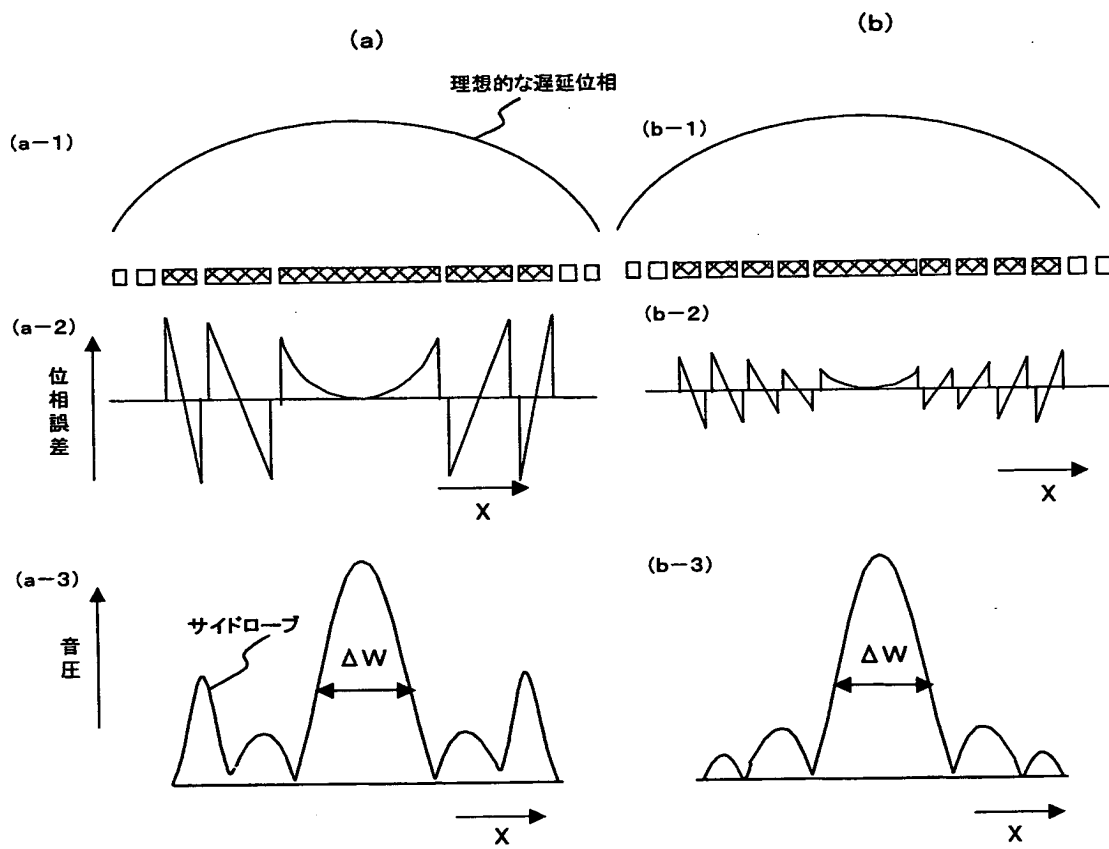 (a)
(b)
理想的な遅延位相
(a-1)
(b-1)
(a-2)
(b-2)
位相誤差
X
X
(a-3)
(b-3)
サイドローブ
音圧
ΔW
ΔW
X
X